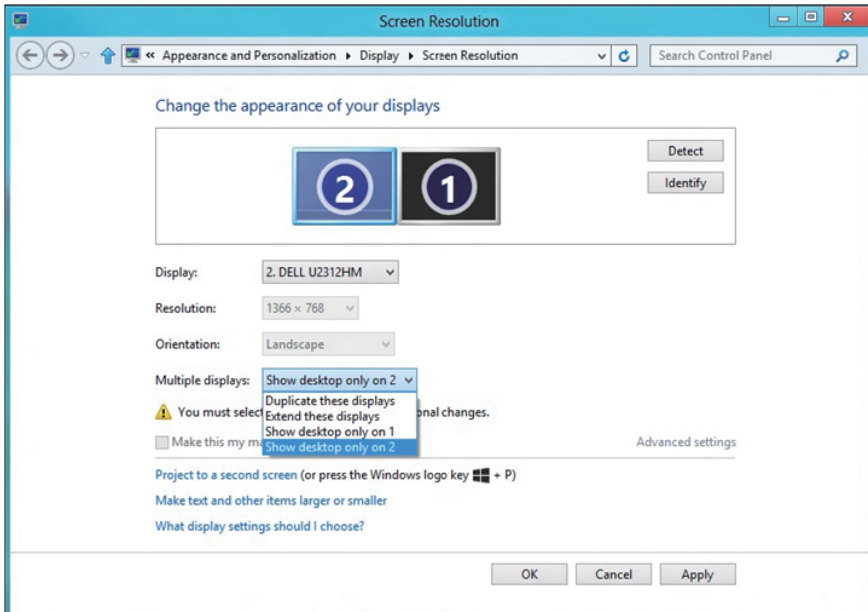 Screen Resolution
« Appearance and Personalization ▸ Display ▸ Screen Resolution Search Control Panel
Change the appearance of your displays
2 1
Detect
Identify
Display: 2. DELL U2312HM
Resolution: 1366 × 768
Orientation: Landscape
Multiple displays: Show desktop only on 2
Duplicate these displays
Extend these displays
Show desktop only on 1
Show desktop only on 2
You must selec onal changes.
Make this my ma
Advanced settings
Project to a second screen (or press the Windows logo key + P)
Make text and other items larger or smaller
What display settings should I choose?
OK Cancel Apply